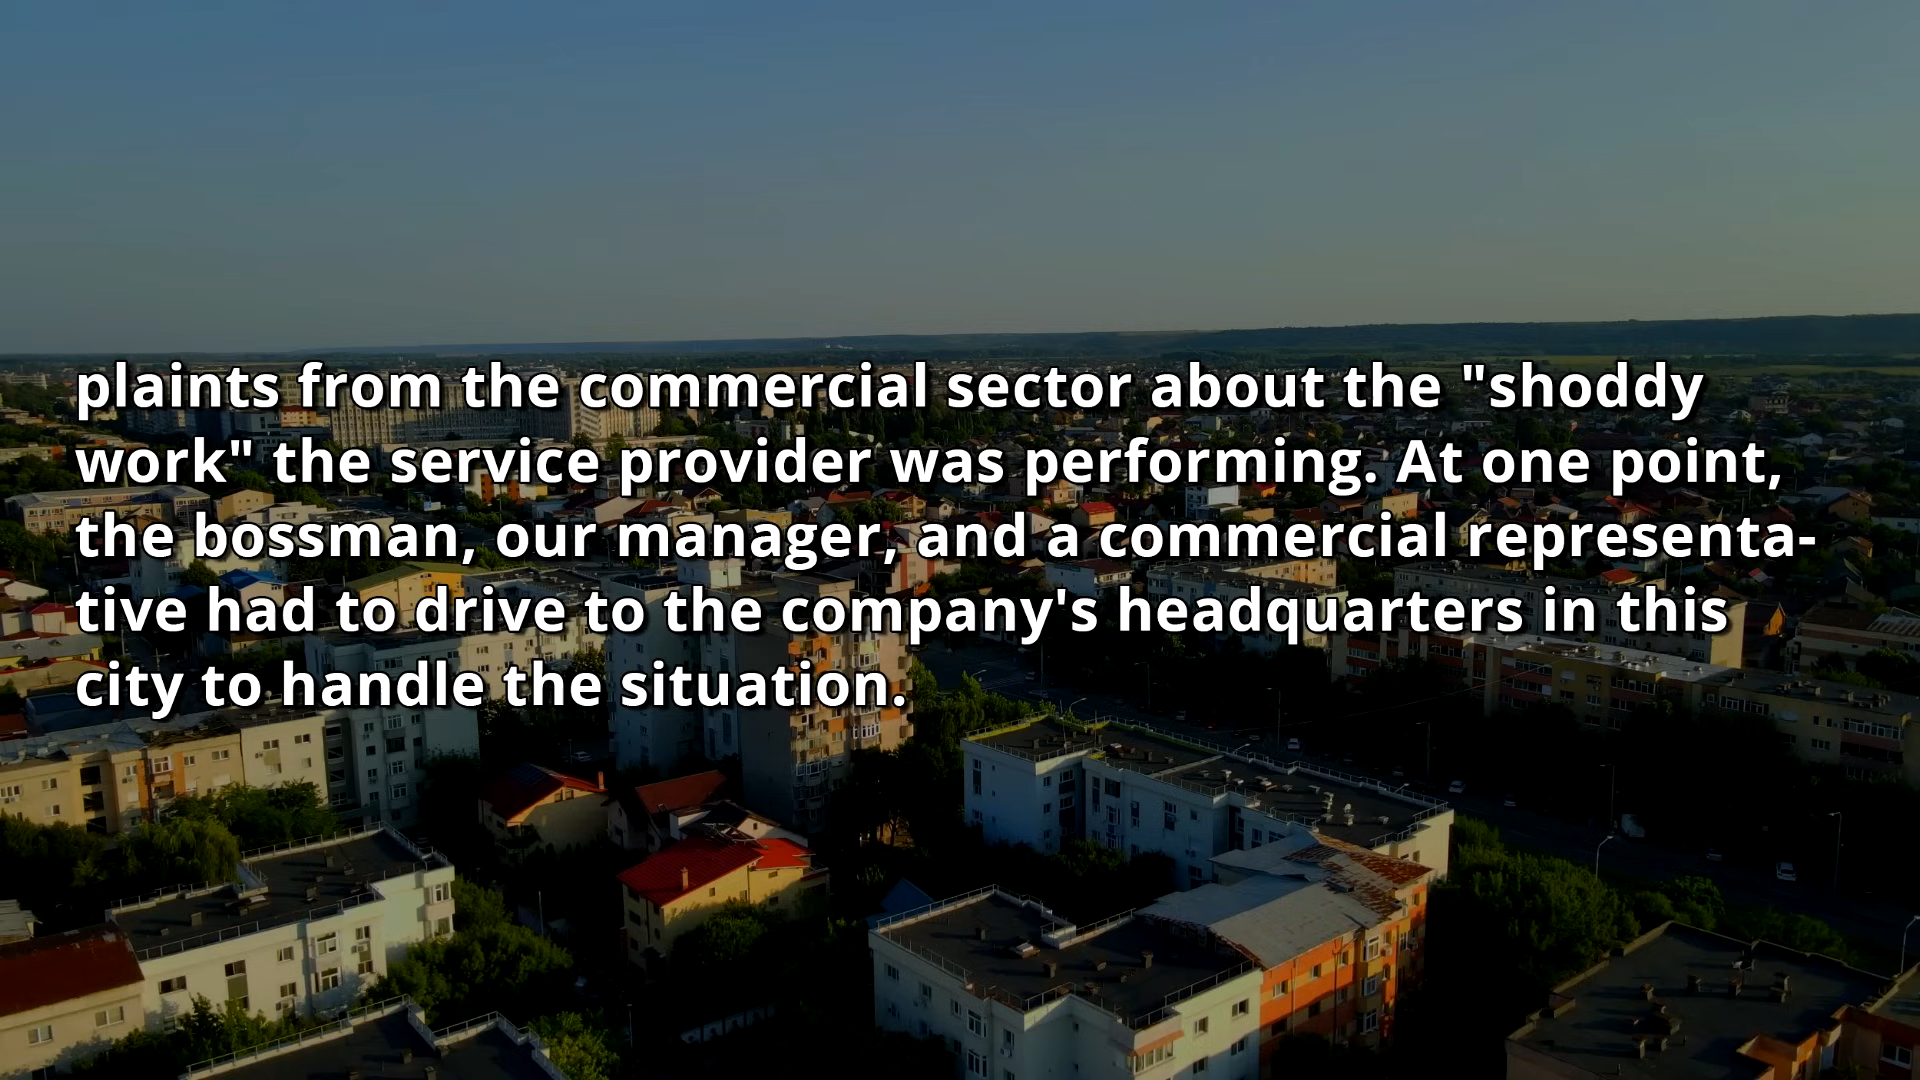 plaints from the commercial sector about the "shoddy
work" the service provider was performing. At one point,
the bossman, our manager, and a commercial representa-
tive had to drive to the company's headquarters in this
city to handle the situation.